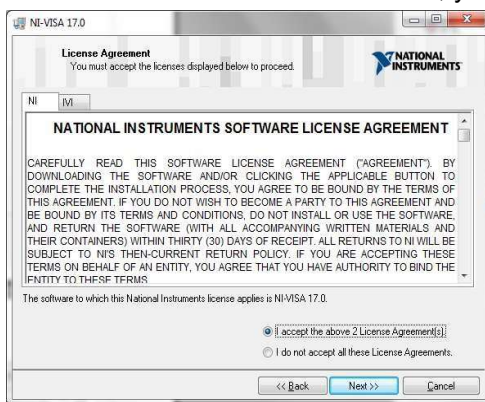 NI-VISA 17.0
License Agreement
You must accept the licenses displayed below to proceed.
NATIONAL
INSTRUMENTS
NI IVI
NATIONAL INSTRUMENTS SOFTWARE LICENSE AGREEMENT
CAREFULLY READ THIS SOFTWARE LICENSE AGREEMENT ("AGREEMENT"). BY
DOWNLOADING THE SOFTWARE AND/OR CLICKING THE APPLICABLE BUTTON TO
COMPLETE THE INSTALLATION PROCESS, YOU AGREE TO BE BOUND BY THE TERMS OF
THIS AGREEMENT. IF YOU DO NOT WISH TO BECOME A PARTY TO THIS AGREEMENT AND
BE BOUND BY ITS TERMS AND CONDITIONS, DO NOT INSTALL OR USE THE SOFTWARE,
AND RETURN THE SOFTWARE (WITH ALL ACCOMPANYING WRITTEN MATERIALS AND
THEIR CONTAINERS) WITHIN THIRTY (30) DAYS OF RECEIPT. ALL RETURNS TO NI WILL BE
SUBJECT TO NI'S THEN-CURRENT RETURN POLICY. IF YOU ARE ACCEPTING THESE
TERMS ON BEHALF OF AN ENTITY, YOU AGREE THAT YOU HAVE AUTHORITY TO BIND THE
ENTITY TO THESE TERMS
The software to which this National Instruments license applies is NI-VISA 17.0.
I accept the above 2 License Agreement(s).
I do not accept all these License Agreements.
<< Back Next >> Cancel